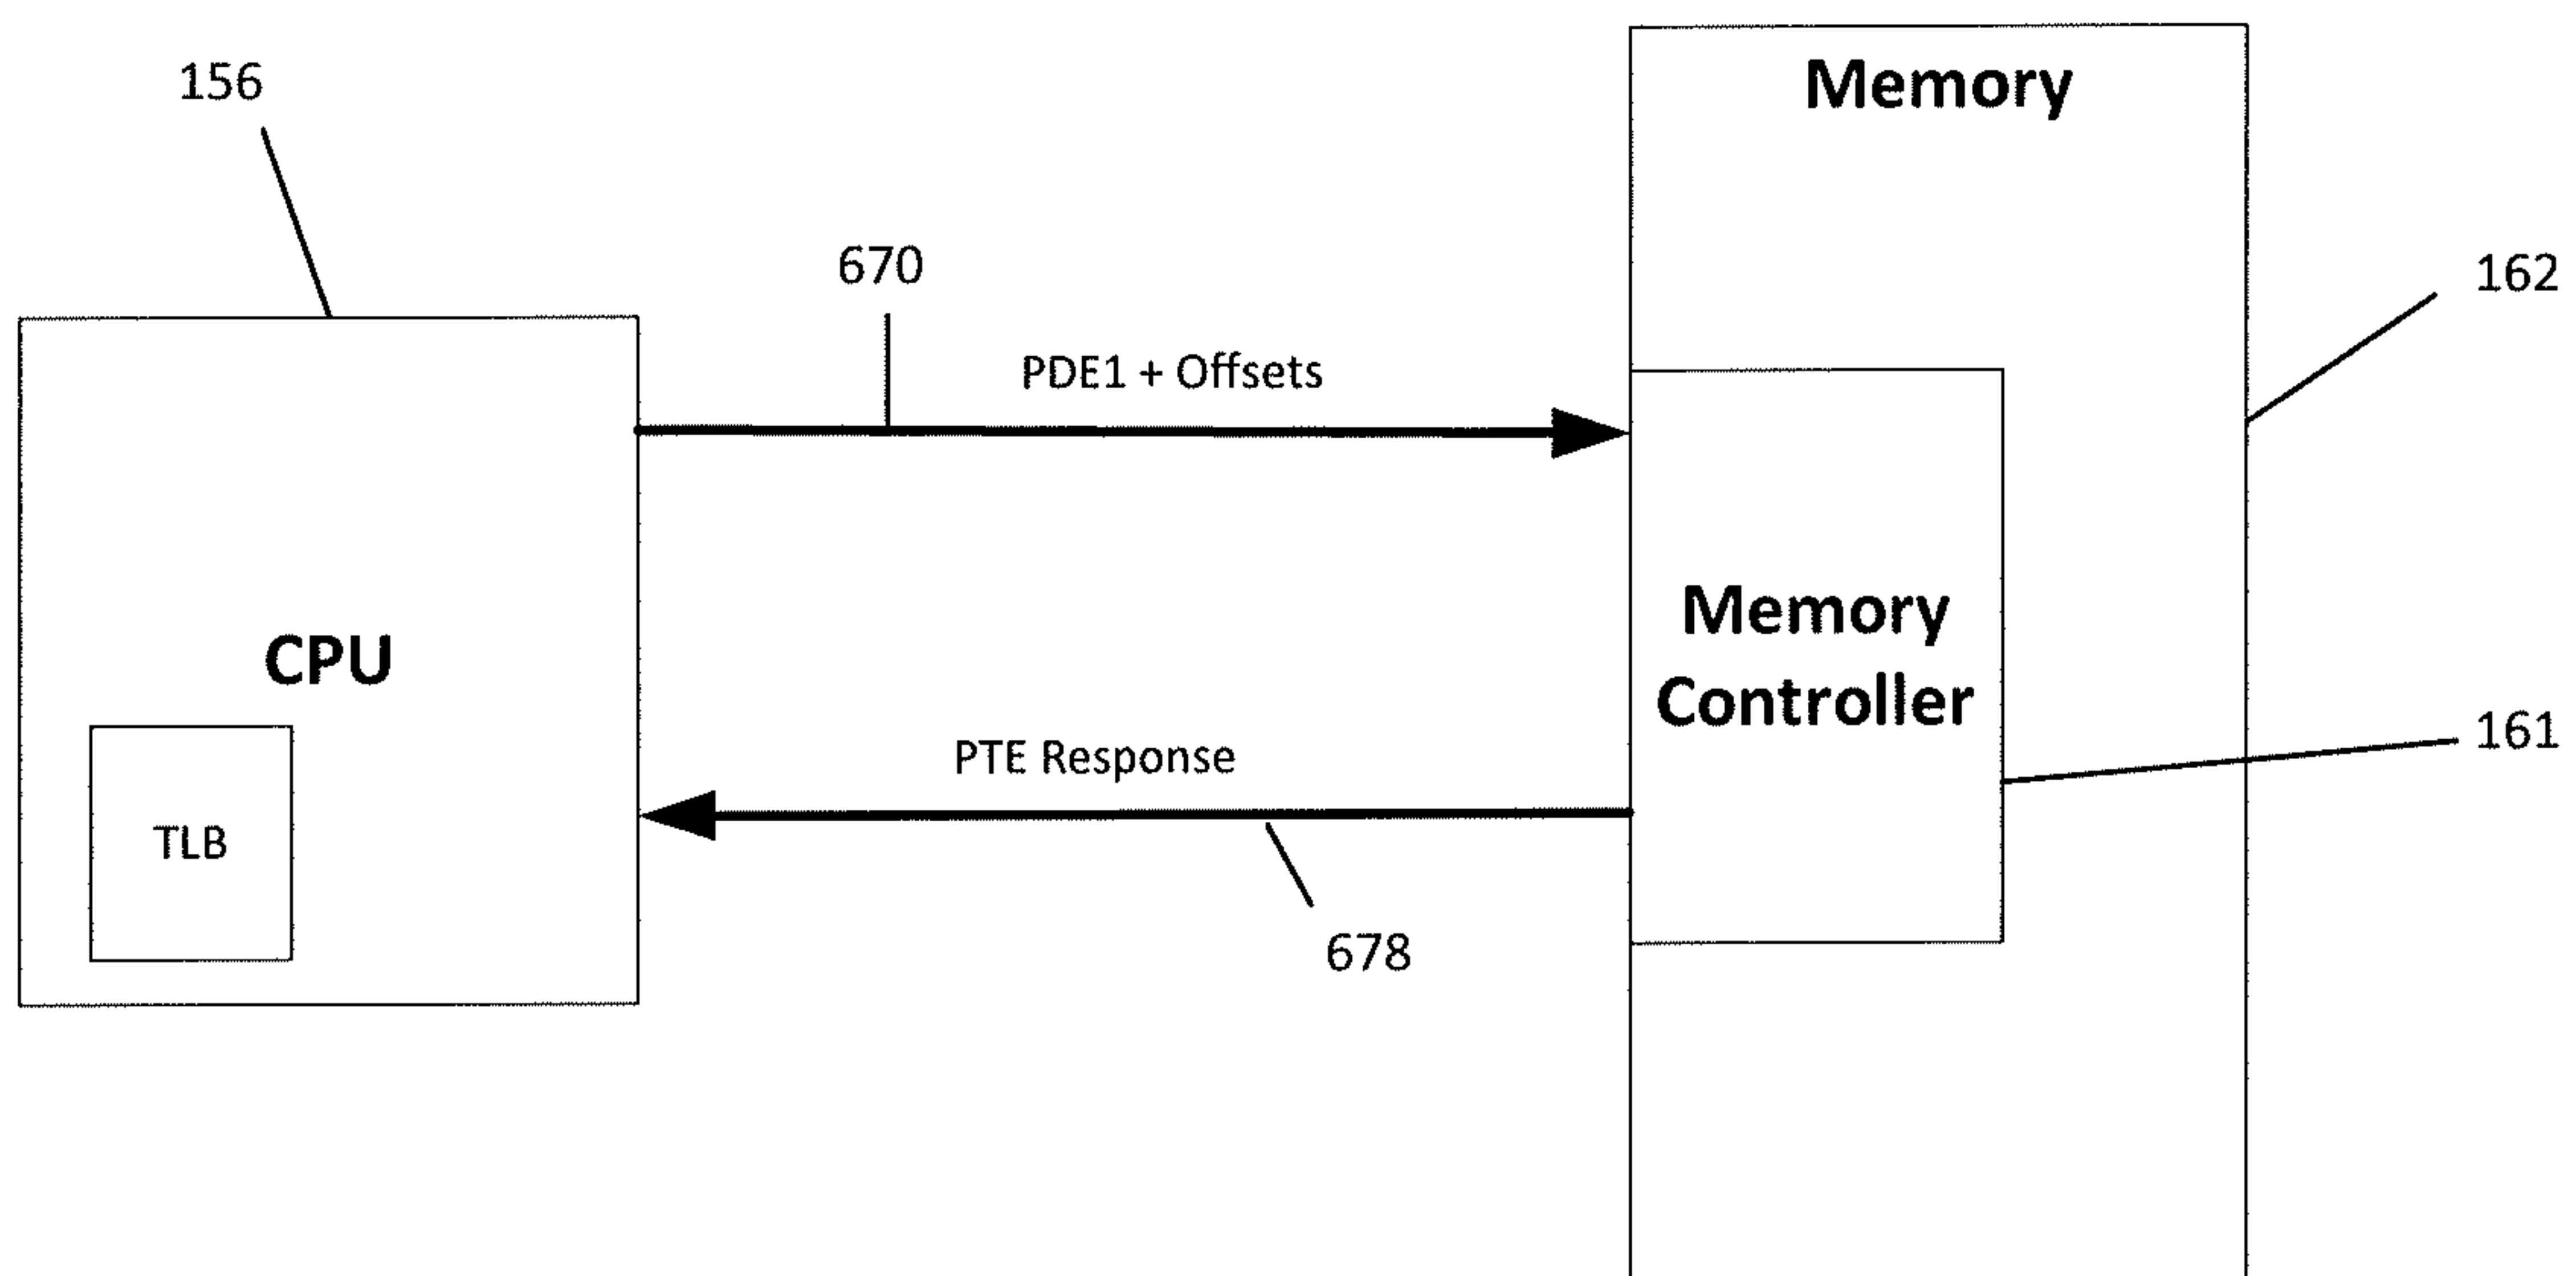 156
Memory
670
162
PDE1 + Offsets
Memory
Controller
CPU
161
PTE Response
TLB
678